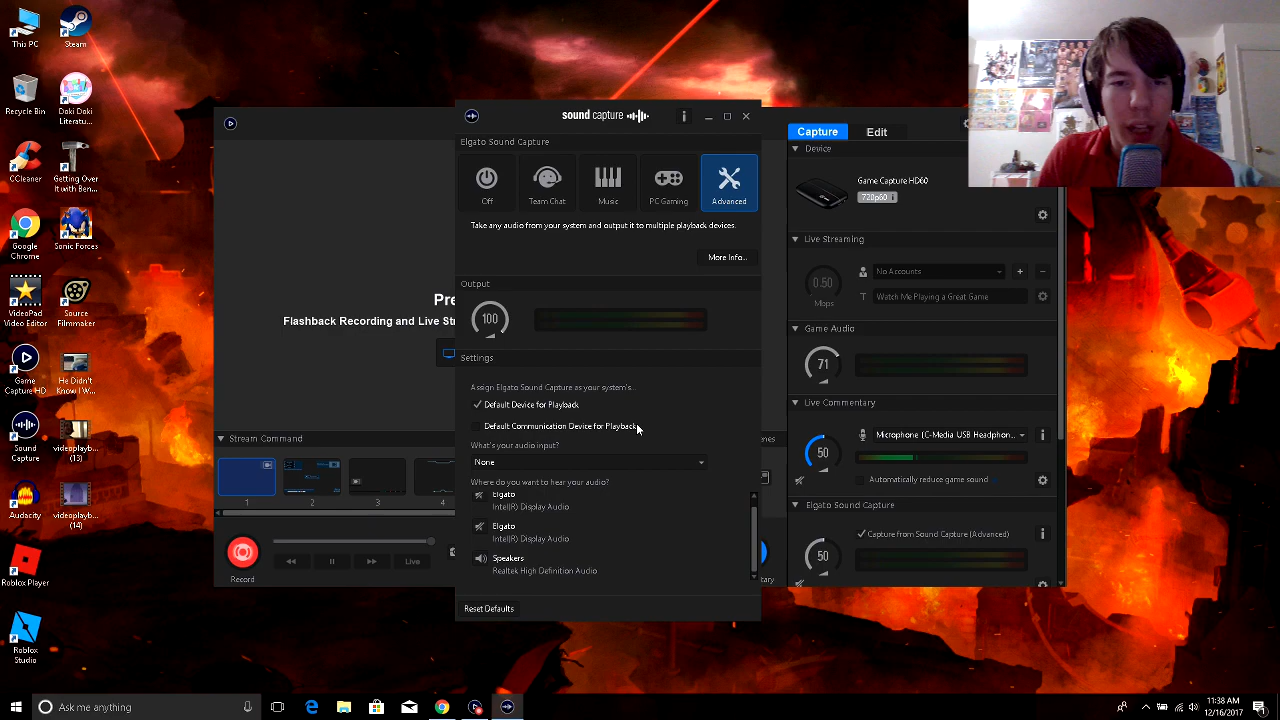 This PC
Steam
Recycle Bin
Doki Doki
Literatu...
CCleaner
Getting Over
It with Ben...
Google
Chrome
Sonic Forces
VideoPad
Video Editor
Source
Filmmaker
Game
Capture HD
He Didn't
Know I W...
Sound
Capture
videoplayb...
(13)
Audacity
videoplayb...
(14)
Roblox Player
Roblox
Studio
Pre
Flashback Recording and Live Str
Stream Command
1
2
3
4
Live
Record
sound capture
Elgato Sound Capture
Off
Team Chat
Music
PC Gaming
Advanced
Take any audio from your system and output it to multiple playback devices.
More Info...
Output
100
Settings
Assign Elgato Sound Capture as your system's...
Default Device for Playback
Default Communication Device for Playback
What's your audio input?
None
Where do you want to hear your audio?
Elgato
Intel(R) Display Audio
Elgato
Intel(R) Display Audio
Speakers
Realtek High Definition Audio
Reset Defaults
enes
tary
Capture
Edit
Device
Game Capture HD60
720p60
Live Streaming
0.50
Mbps
No Accounts
T
Watch Me Playing a Great Game
Game Audio
71
Live Commentary
50
Microphone (C-Media USB Headphon...
Automatically reduce game sound
Elgato Sound Capture
50
Capture from Sound Capture (Advanced)
Ask me anything
11:38 AM
12/16/2017